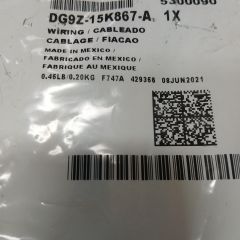 5300090
DG9Z-15K867-A 1X
WIRING / CABLEADO
CABLAGE / FIACAO
MADE IN MEXICO /
FABRICADO EN MEXICO /
FABRIQUE AU MEXIQUE
0.46LB/0.20KG F747A 429366 08JUN2021